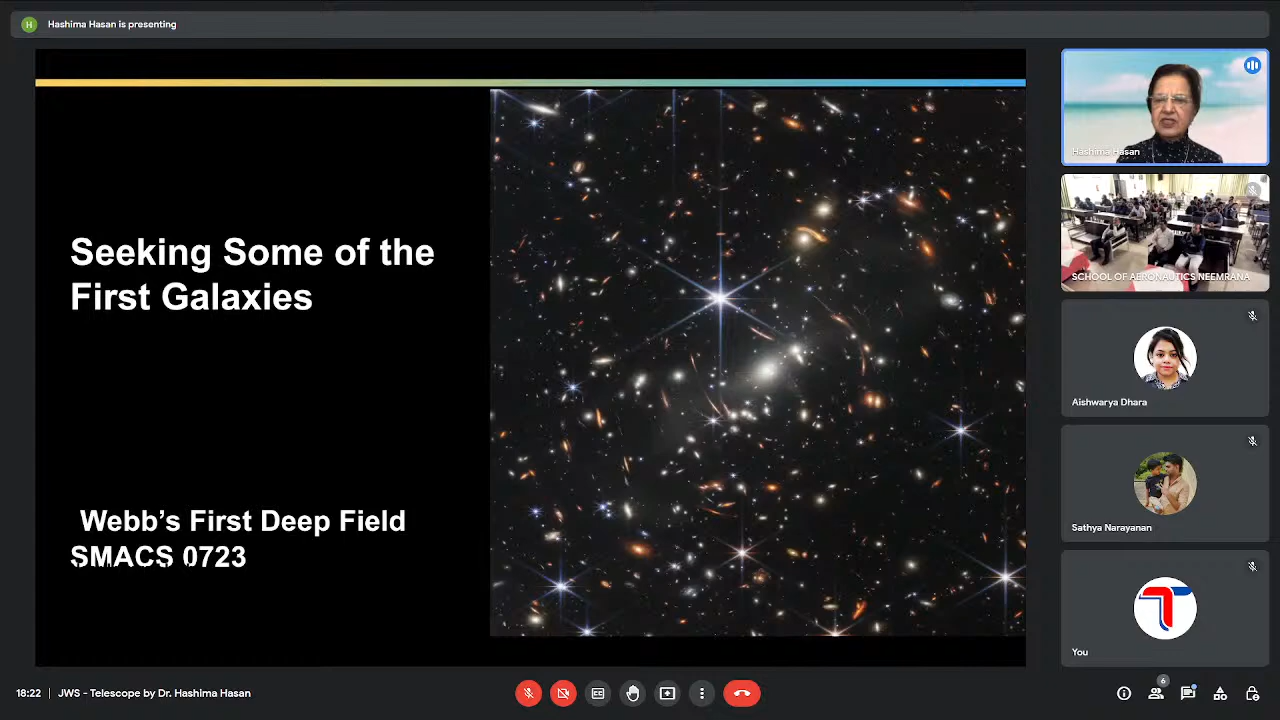 H
Hashima Hasan is presenting
Seeking Some of the
First Galaxies
Webb's First Deep Field
SMACS 0723
Hashima Hasan
SCHOOL OF AERONAUTICS NEEMRANA
Aishwarya Dhara
Sathya Narayanan
T
You
18:22 | JWS - Telescope by Dr. Hashima Hasan
6